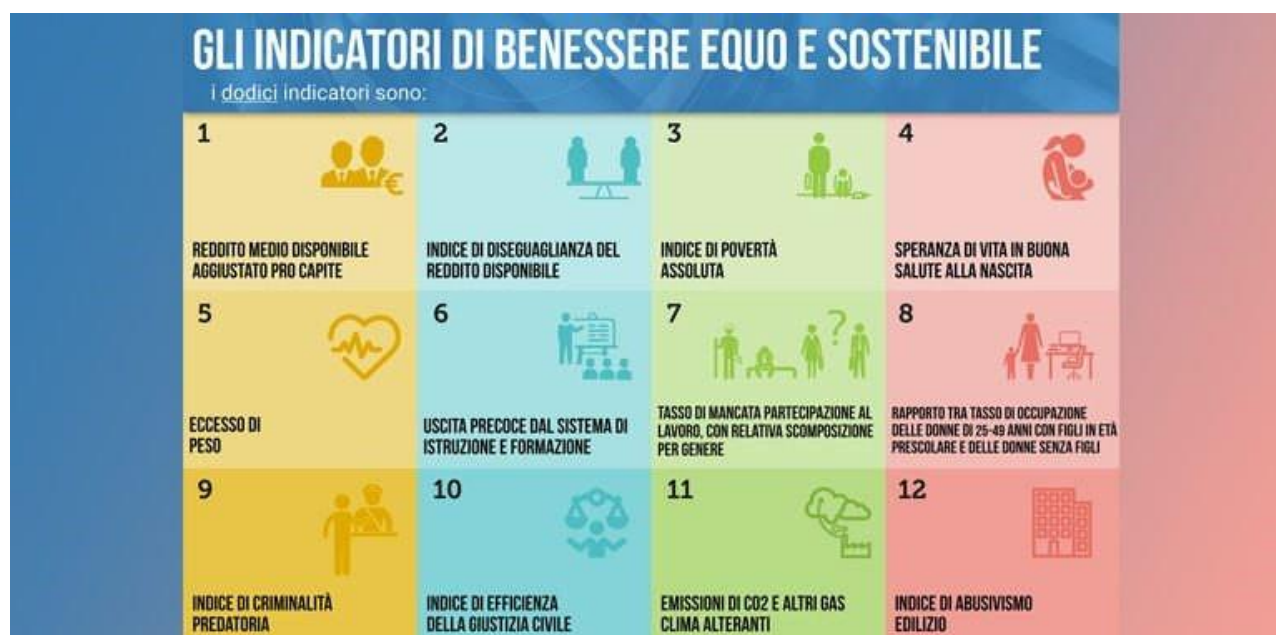 GLI INDICATORI DI BENESSERE EQUO E SOSTENIBILE
i dodici indicatori sono:
1
REDDITO MEDIO DISPONIBILE
AGGIUSTATO PRO CAPITE
2
INDICE DI DISEGUAGLIANZA DEL
REDDITO DISPONIBILE
3
INDICE DI POVERTÀ
ASSOLUTA
4
SPERANZA DI VITA IN BUONA
SALUTE ALLA NASCITA
5
ECCESSO DI
PESO
6
USCITA PRECOCE DAL SISTEMA DI
ISTRUZIONE E FORMAZIONE
7
TASSO DI MANCATA PARTECIPAZIONE AL
LAVORO, CON RELATIVA SCOMPOSIZIONE
PER GENERE
8
RAPPORTO TRA TASSO DI OCCUPAZIONE
DELLE DONNE DI 25-49 ANNI CON FIGLI IN ETÀ
PRESCOLARE E DELLE DONNE SENZA FIGLI
9
INDICE DI CRIMINALITÀ
PREDATORIA
10
INDICE DI EFFICIENZA
DELLA GIUSTIZIA CIVILE
11
EMISSIONI DI CO2 E ALTRI GAS
CLIMA ALTERANTI
12
INDICE DI ABUSIVISMO
EDILIZIO